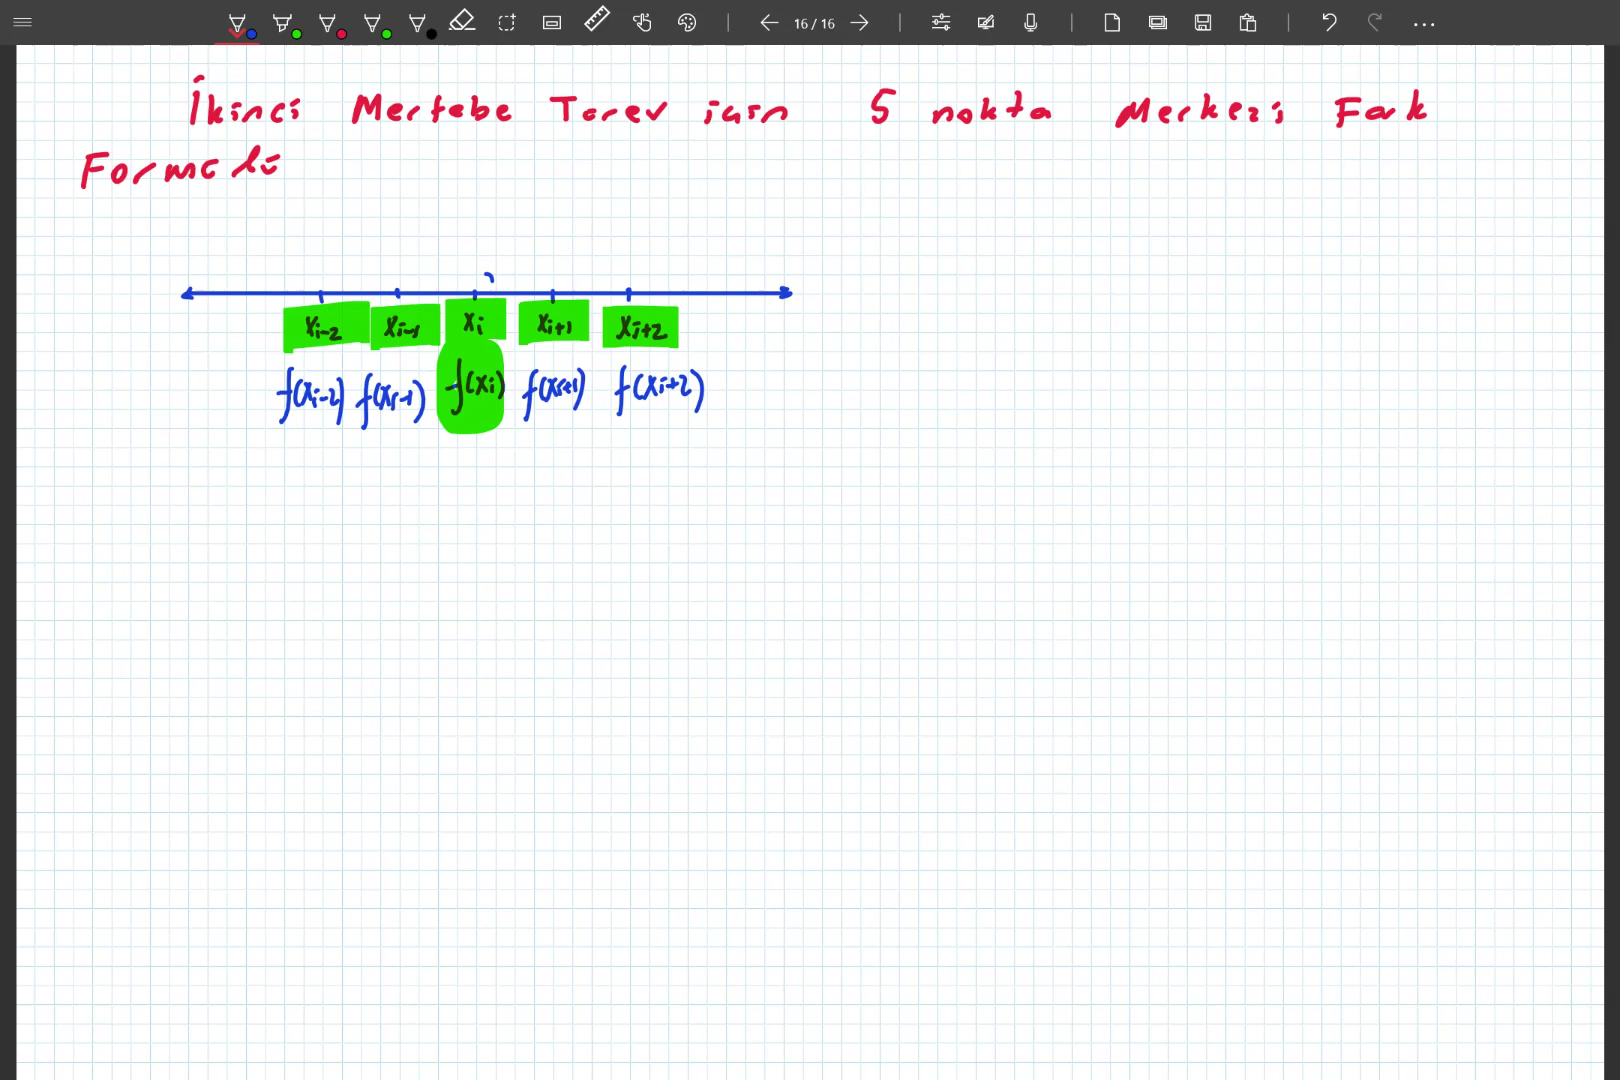 16 / 16
İkinci Mertebe Türev için 5 nokta Merkezi Fark
Formülü
Xi-2 Xi-1 Xi Xi+1 Xi+2
f(Xi-2) f(Xi-1) f(Xi) f(Xi+1) f(Xi+2)